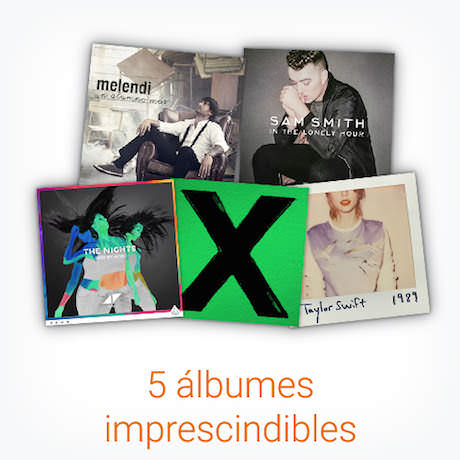 melendi
un alumno más
SAM SMITH
IN THE LONELY HOUR
THE NIGHTS
X
Taylor Swift
1989
5 álbumes
imprescindibles